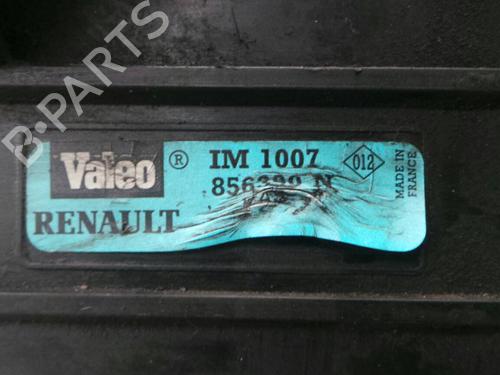 B-PARTS
Valeo ® IM 1007 012
RENAULT
MADE IN
FRANCE